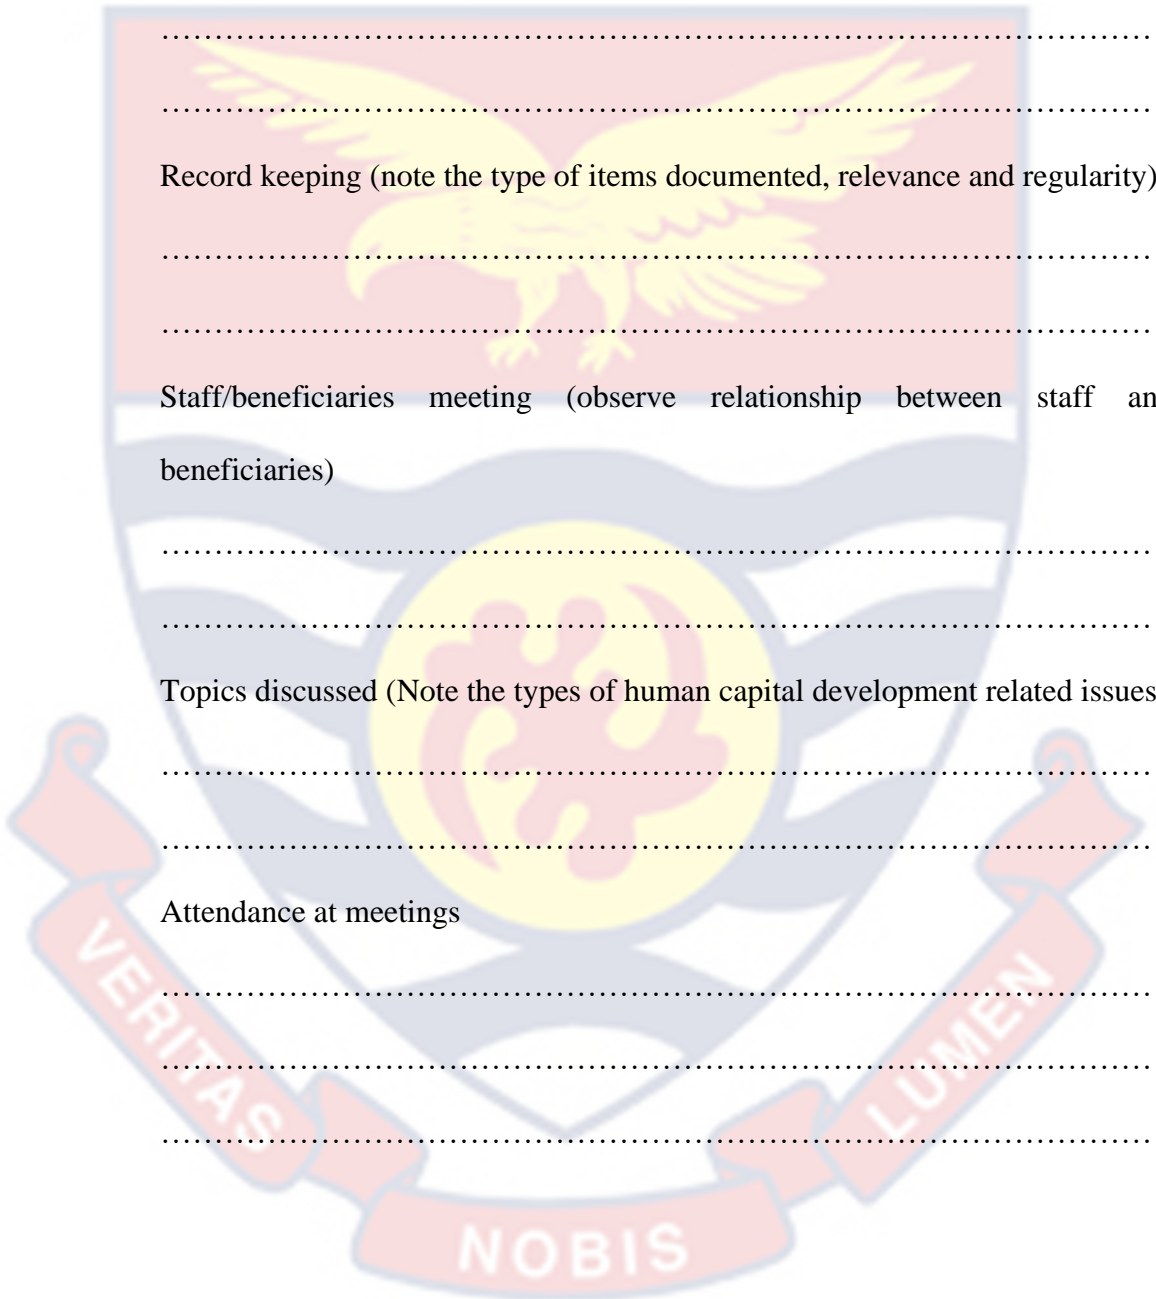 ……………………………………………………………………………………
……………………………………………………………………………………
Record keeping (note the type of items documented, relevance and regularity)
……………………………………………………………………………………
……………………………………………………………………………………
Staff/beneficiaries meeting (observe relationship between staff an
beneficiaries)
……………………………………………………………………………………
……………………………………………………………………………………
Topics discussed (Note the types of human capital development related issues
……………………………………………………………………………………
……………………………………………………………………………………
Attendance at meetings
……………………………………………………………………………………
……………………………………………………………………………………
……………………………………………………………………………………
VERITAS
NOBIS
LUMEN